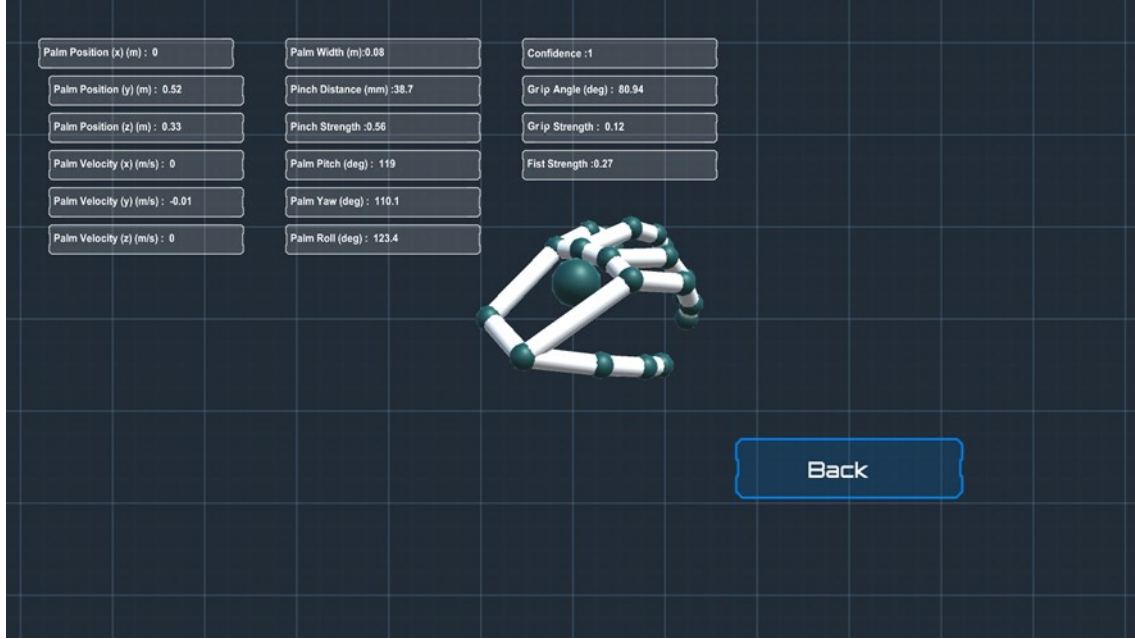 Palm Position (x) (m) : 0
Palm Position (y) (m) : 0.52
Palm Position (z) (m) : 0.33
Palm Velocity (x) (m/s) : 0
Palm Velocity (y) (m/s) : -0.01
Palm Velocity (z) (m/s) : 0
Palm Width (m):0.08
Pinch Distance (mm) :38.7
Pinch Strength :0.56
Palm Pitch (deg) : 119
Palm Yaw (deg) : 110.1
Palm Roll (deg) : 123.4
Confidence :1
Grip Angle (deg) : 80.94
Grip Strength : 0.12
Fist Strength :0.27
Back